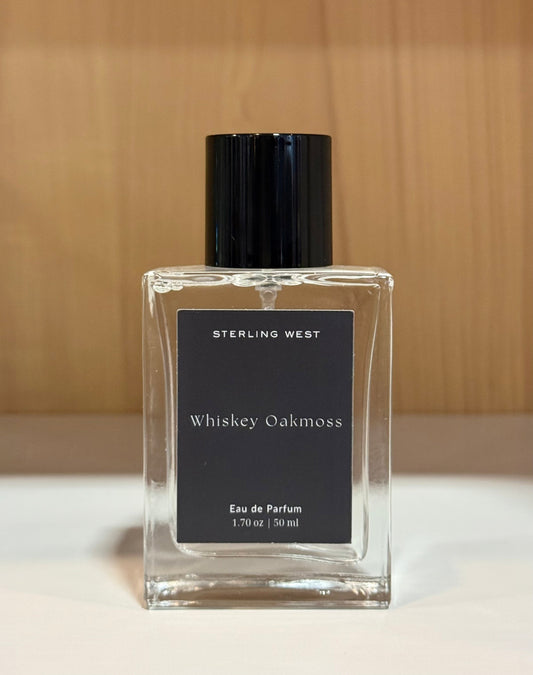 STERLING WEST
Whiskey Oakmoss
Eau de Parfum
1.70 oz | 50 ml